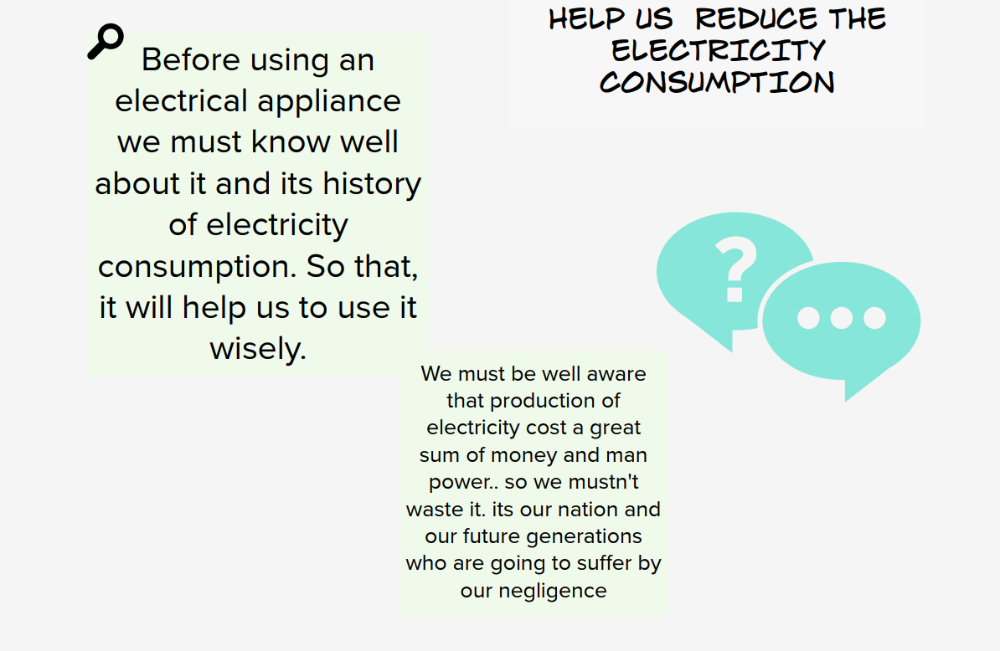 HELP US  REDUCE THE
ELECTRICITY
CONSUMPTION
Before using an
electrical appliance
we must know well
about it and its history
of electricity
consumption. So that,
it will help us to use it
wisely.
?
We must be well aware
that production of
electricity cost a great
sum of money and man
power.. so we mustn't
waste it. its our nation and
our future generations
who are going to suffer by
our negligence